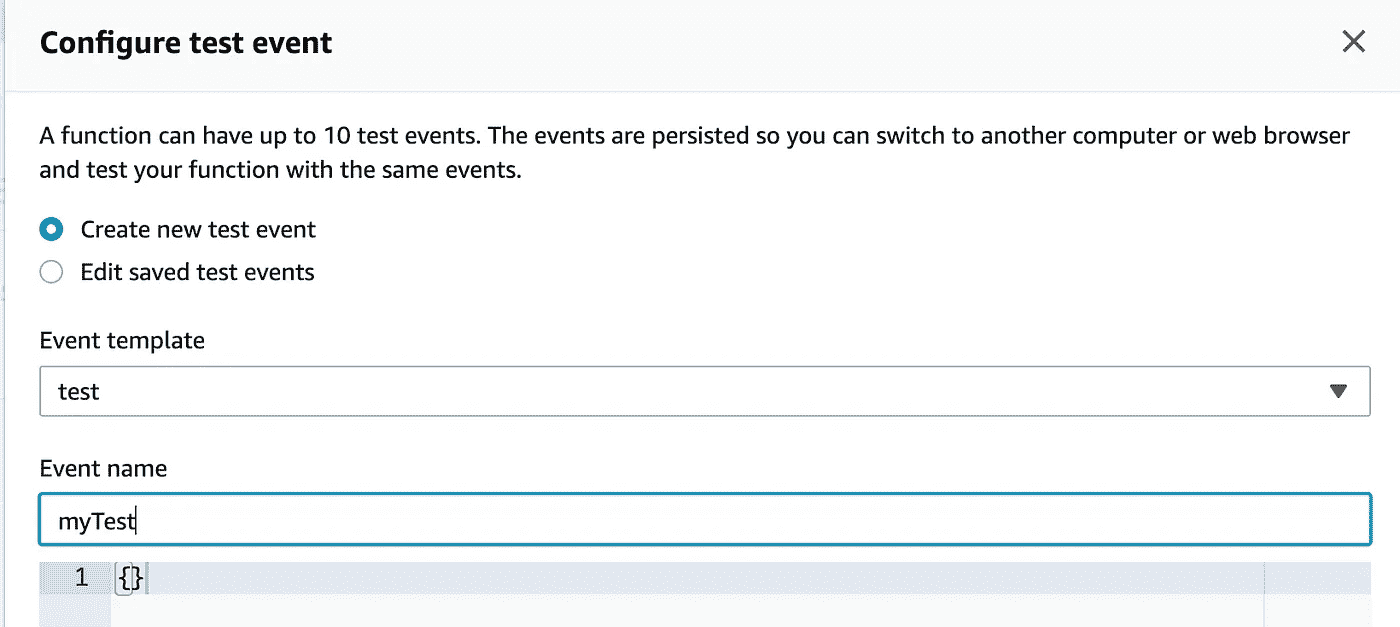 Configure test event
A function can have up to 10 test events. The events are persisted so you can switch to another computer or web browser
and test your function with the same events.
Create new test event
Edit saved test events
Event template
test
Event name
myTest
1 {}